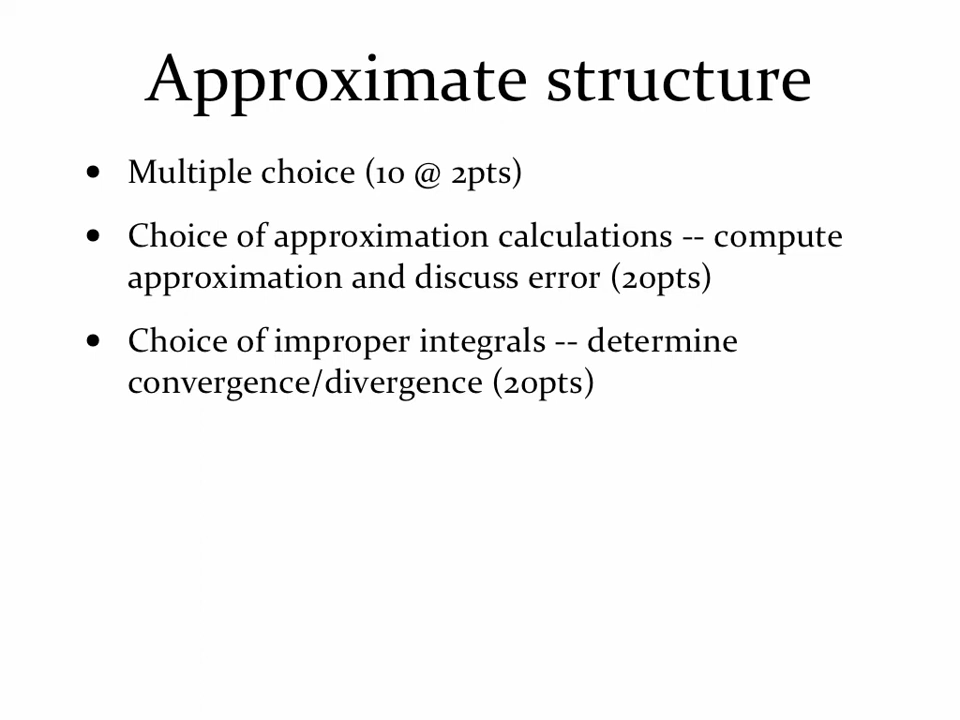 Approximate structure
• Multiple choice (10 @ 2pts)
• Choice of approximation calculations -- compute
approximation and discuss error (20pts)
• Choice of improper integrals -- determine
convergence/divergence (20pts)